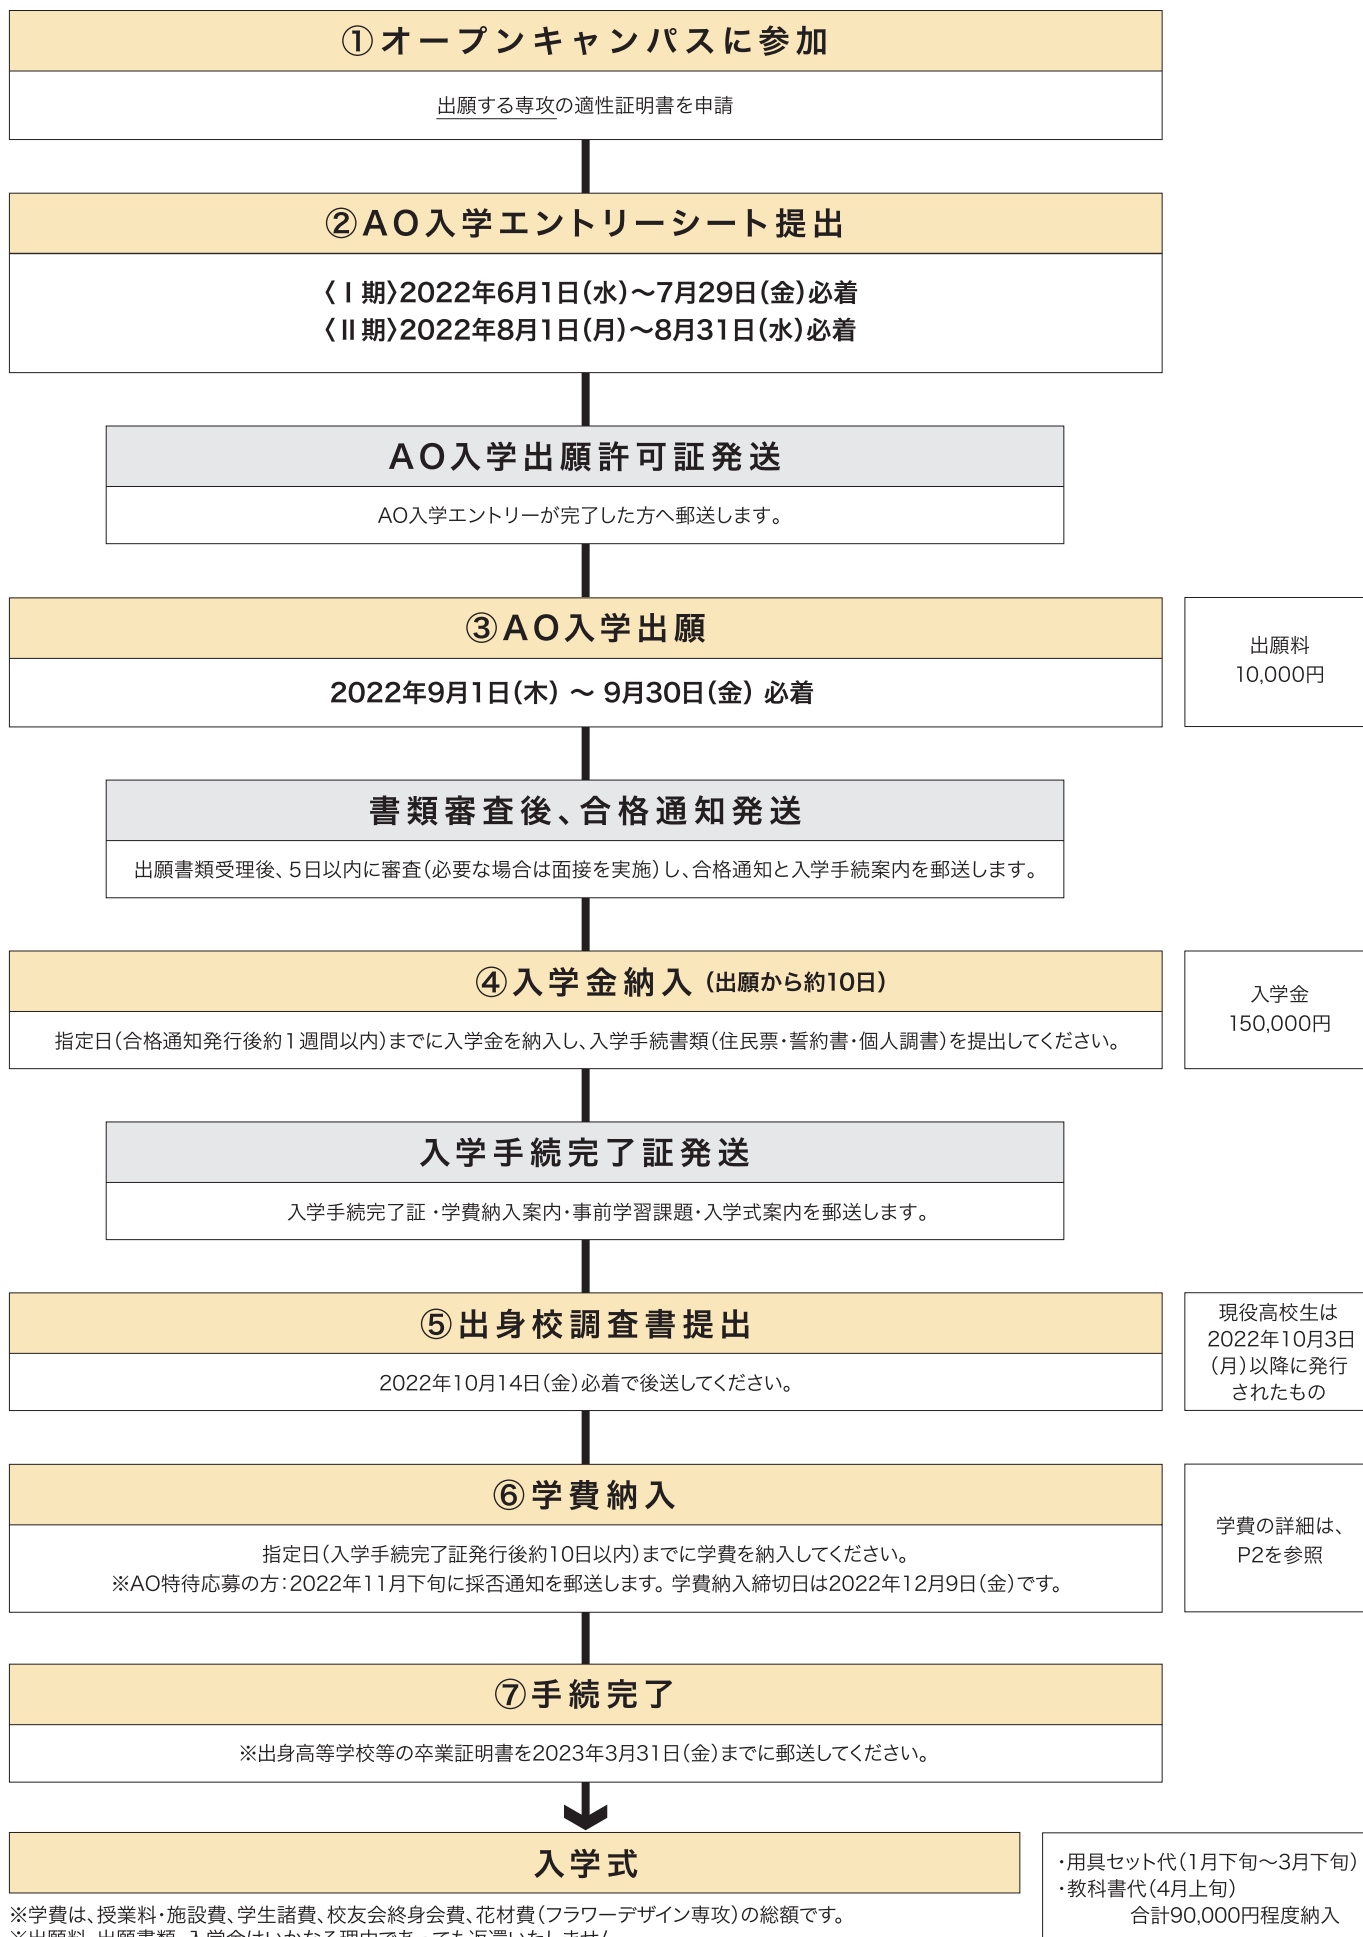 ①オープンキャンパスに参加
出願する専攻の適性証明書を申請
②AO入学エントリーシート提出
〈Ⅰ期〉2022年6月1日(水)～7月29日(金)必着
〈Ⅱ期〉2022年8月1日(月)～8月31日(水)必着
AO入学出願許可証発送
AO入学エントリーが完了した方へ郵送します。
③AO入学出願
2022年9月1日(木) ～ 9月30日(金) 必着
出願料
10,000円
書類審査後、合格通知発送
出願書類受理後、5日以内に審査(必要な場合は面接を実施)し、合格通知と入学手続案内を郵送します。
④入学金納入 (出願から約10日)
指定日(合格通知発行後約1週間以内)までに入学金を納入し、入学手続書類(住民票・誓約書・個人調書)を提出してください。
入学金
150,000円
入学手続完了証発送
入学手続完了証・学費納入案内・事前学習課題・入学式案内を郵送します。
⑤出身校調査書提出
2022年10月14日(金)必着で後送してください。
現役高校生は
2022年10月3日
(月)以降に発行
されたもの
⑥学費納入
指定日(入学手続完了証発行後約10日以内)までに学費を納入してください。
※AO特待応募の方:2022年11月下旬に採否通知を郵送します。学費納入締切日は2022年12月9日(金)です。
学費の詳細は、
P2を参照
⑦手続完了
※出身高等学校等の卒業証明書を2023年3月31日(金)までに郵送してください。
入学式
・用具セット代(1月下旬～3月下旬)
・教科書代(4月上旬)
合計90,000円程度納入
※学費は、授業料・施設費、学生諸費、校友会終身会費、花材費(フラワーデザイン専攻)の総額です。
※出願料、出願書類、入学金はいかなる理由であっても返還いたしません